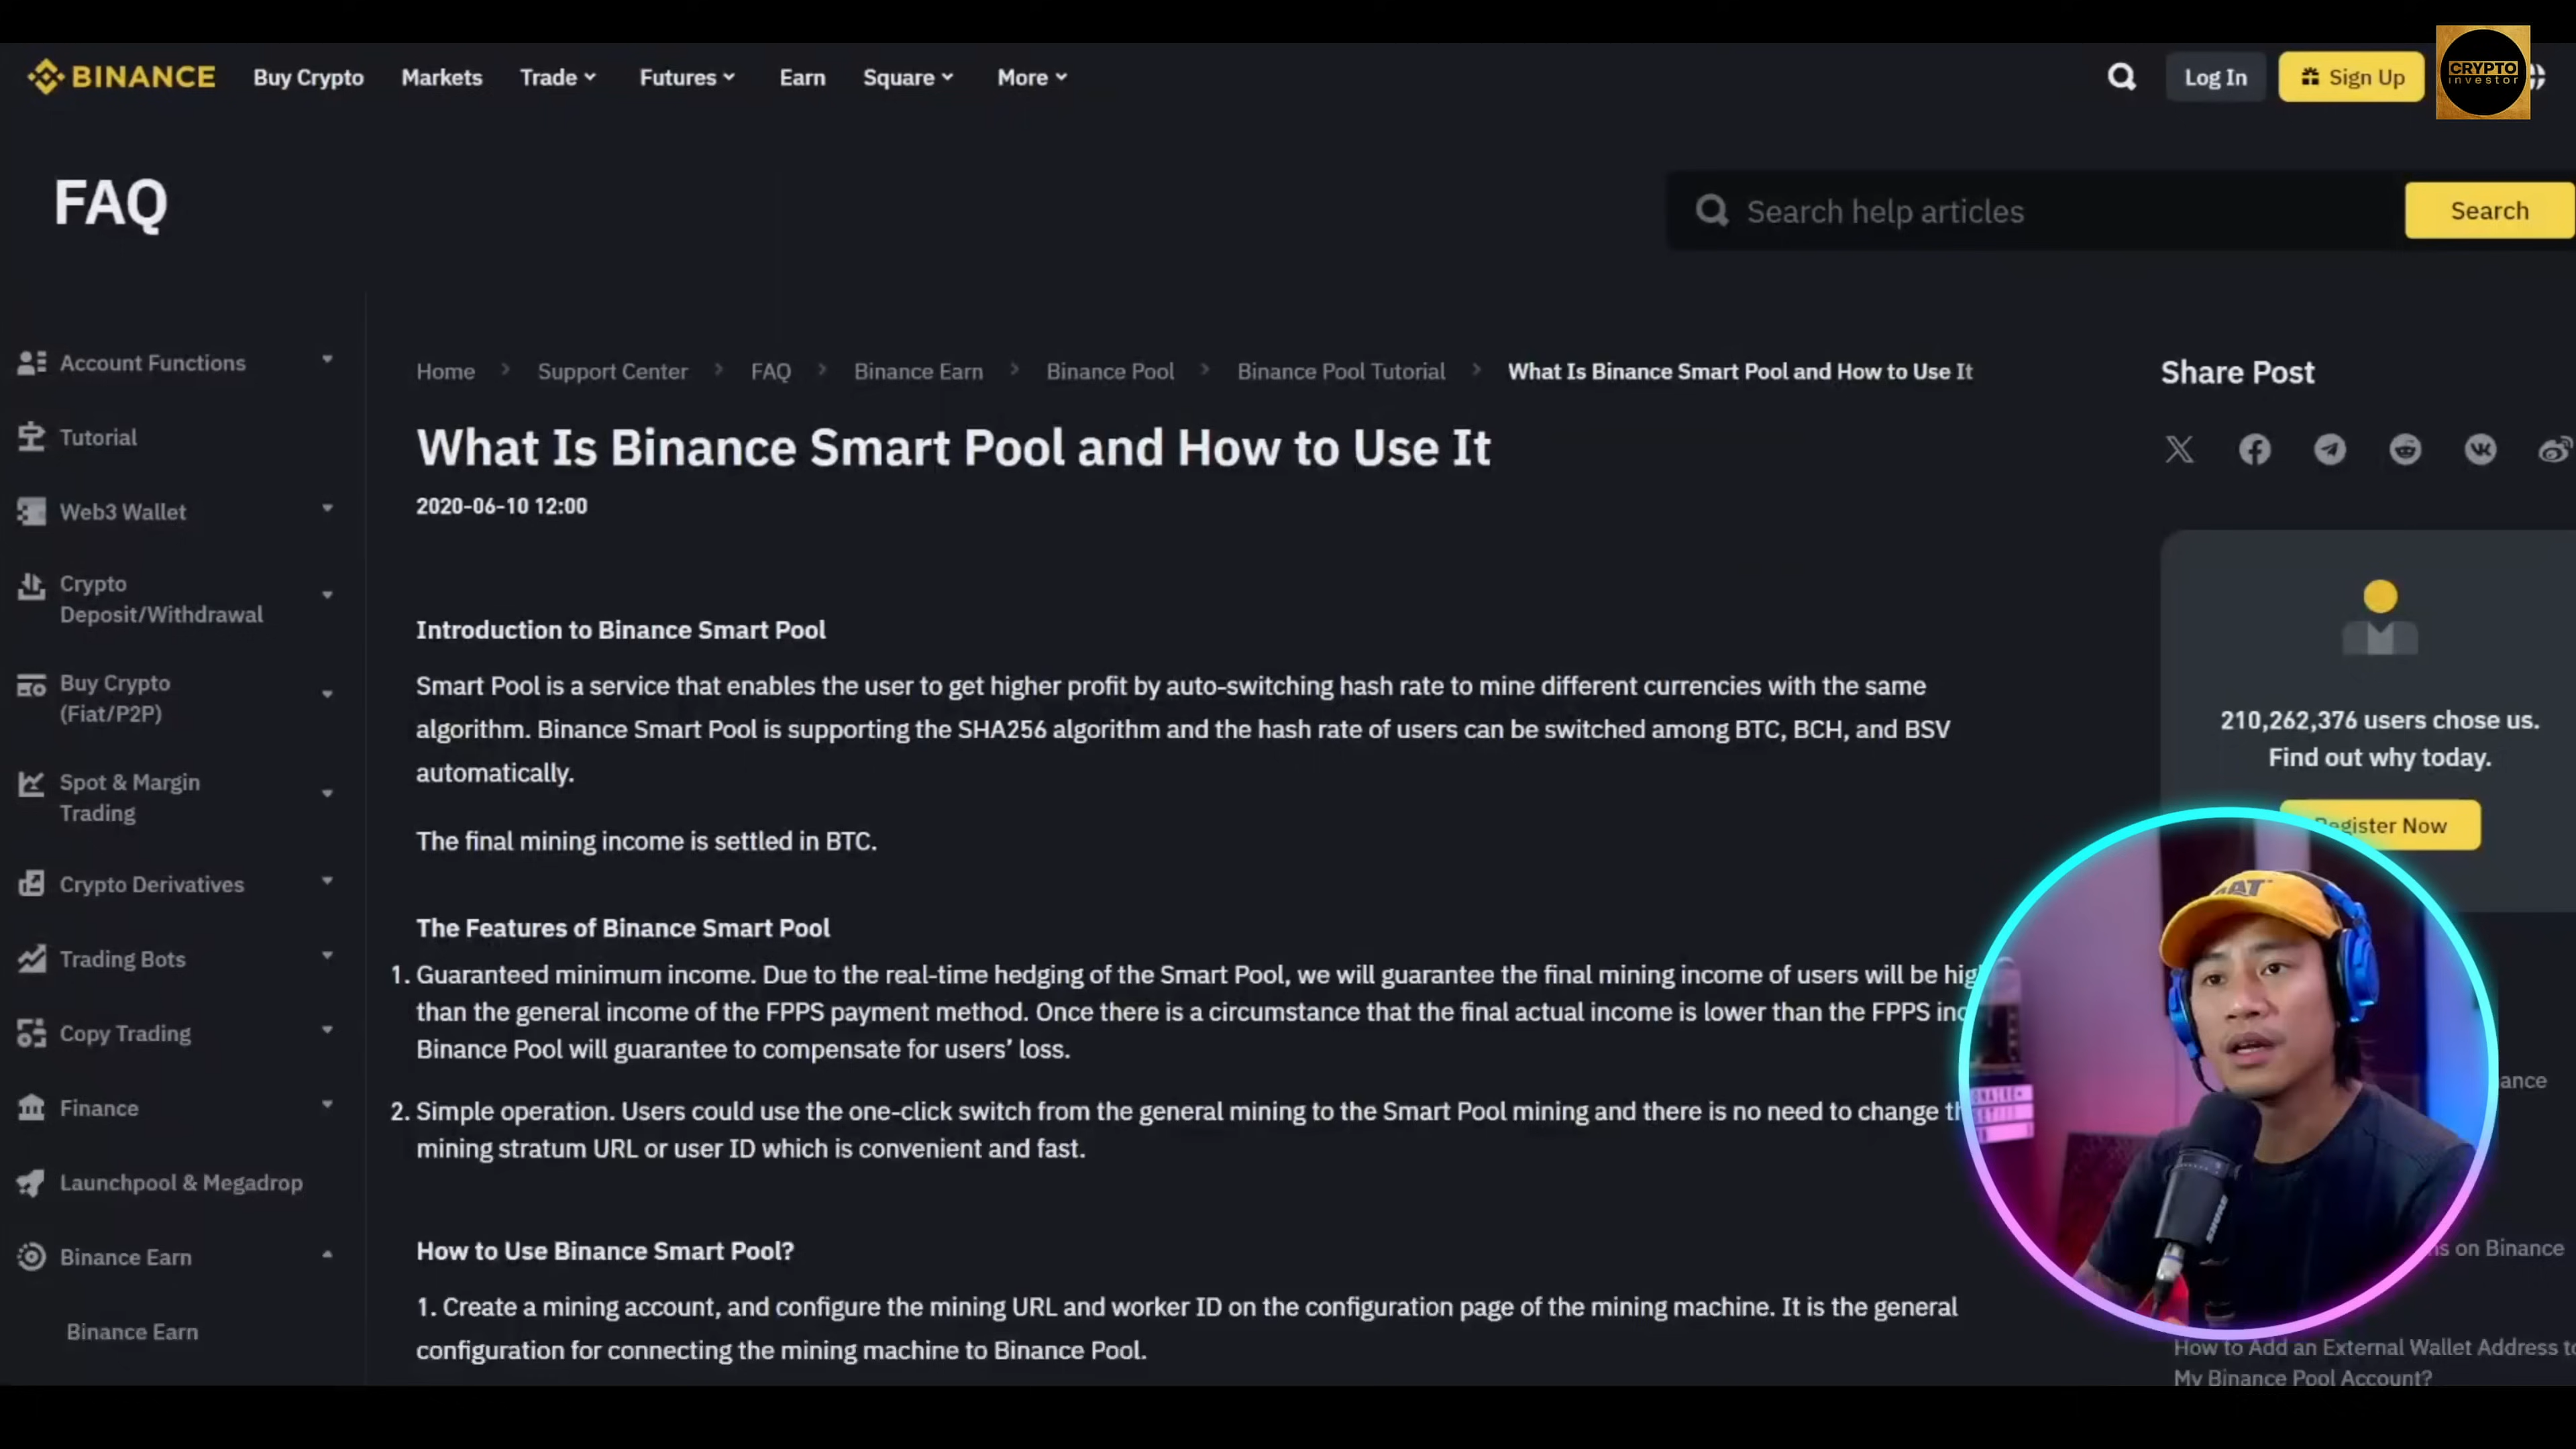 BINANCE Buy Crypto Markets Trade Futures Earn Square More Log In Sign Up
CRYPTO
investor
FAQ
Search help articles Search
Account Functions
Tutorial
Web3 Wallet
Crypto
Deposit/Withdrawal
Buy Crypto
(Fiat/P2P)
Spot & Margin
Trading
Crypto Derivatives
Trading Bots
Copy Trading
Finance
Launchpool & Megadrop
Binance Earn
Binance Earn
Home > Support Center > FAQ > Binance Earn > Binance Pool > Binance Pool Tutorial > What Is Binance Smart Pool and How to Use It
What Is Binance Smart Pool and How to Use It
2020-06-10 12:00
Introduction to Binance Smart Pool
Smart Pool is a service that enables the user to get higher profit by auto-switching hash rate to mine different currencies with the same
algorithm. Binance Smart Pool is supporting the SHA256 algorithm and the hash rate of users can be switched among BTC, BCH, and BSV
automatically.
The final mining income is settled in BTC.
The Features of Binance Smart Pool
1. Guaranteed minimum income. Due to the real-time hedging of the Smart Pool, we will guarantee the final mining income of users will be
than the general income of the FPPS payment method. Once there is a circumstance that the final actual income is lower than the FPPS
Binance Pool will guarantee to compensate for users’ loss.
2. Simple operation. Users could use the one-click switch from the general mining to the Smart Pool mining and there is no need to change
mining stratum URL or user ID which is convenient and fast.
How to Use Binance Smart Pool?
1. Create a mining account, and configure the mining URL and worker ID on the configuration page of the mining machine. It is the general
configuration for connecting the mining machine to Binance Pool.
Share Post
210,262,376 users chose us.
Find out why today.
Register Now
on Binance
How to Add an External Wallet Address to
My Binance Pool Account?